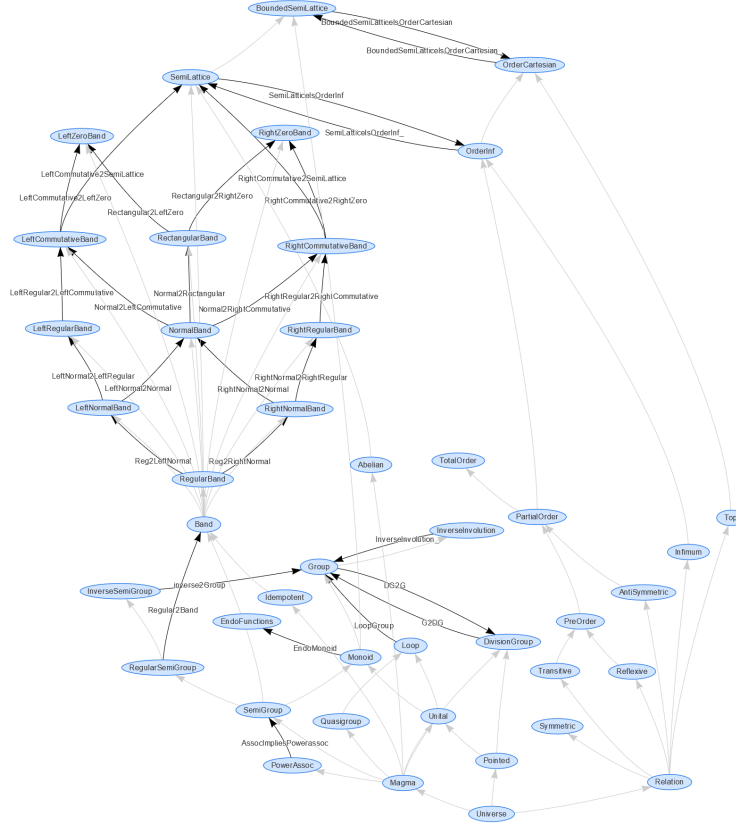 BoundedSemiLattice
BoundedSemiLatticeIsOrderCartesian
BoundedSemiLatticeIsOrderCartesian_
OrderCartesian
SemiLattice
SemiLatticeIsOrderInf
LeftZeroBand
RightZeroBand
SemiLatticeIsOrderInf_
OrderInf
LeftCommutative2SemiLattice
RightCommutative2SemiLattice
LeftCommutative2LeftZero
Rectangular2RightZero
RightCommutative2RightZero
Rectangular2LeftZero
LeftCommutativeBand
RectangularBand
RightCommutativeBand
LeftRegular2LeftCommutative
Normal2Rectangular
RightRegular2RightCommutative
Normal2LeftCommutative
Normal2RightCommutative
LeftRegularBand
NormalBand
RightRegularBand
LeftNormal2LeftRegular
RightNormal2RightRegular
LeftNormal2Normal
RightNormal2Normal
LeftNormalBand
RightNormalBand
Reg2LeftNormal
Reg2RightNormal
Abelian
TotalOrder
RegularBand
PartialOrder
Top
Band
InverseInvolution
InverseInvolution_
Infimum
Group
Inverse2Group
DG2G
InverseSemiGroup
Idempotent
AntiSymmetric
Regular2Band
EndoFunctions
LoopGroup
G2DG
PreOrder
EndoMonoid
Loop
DivisionGroup
RegularSemiGroup
Monoid
Transitive
Reflexive
SemiGroup
Quasigroup
Unital
Symmetric
AssocImpliesPowerassoc
PowerAssoc
Pointed
Magma
Relation
Universe